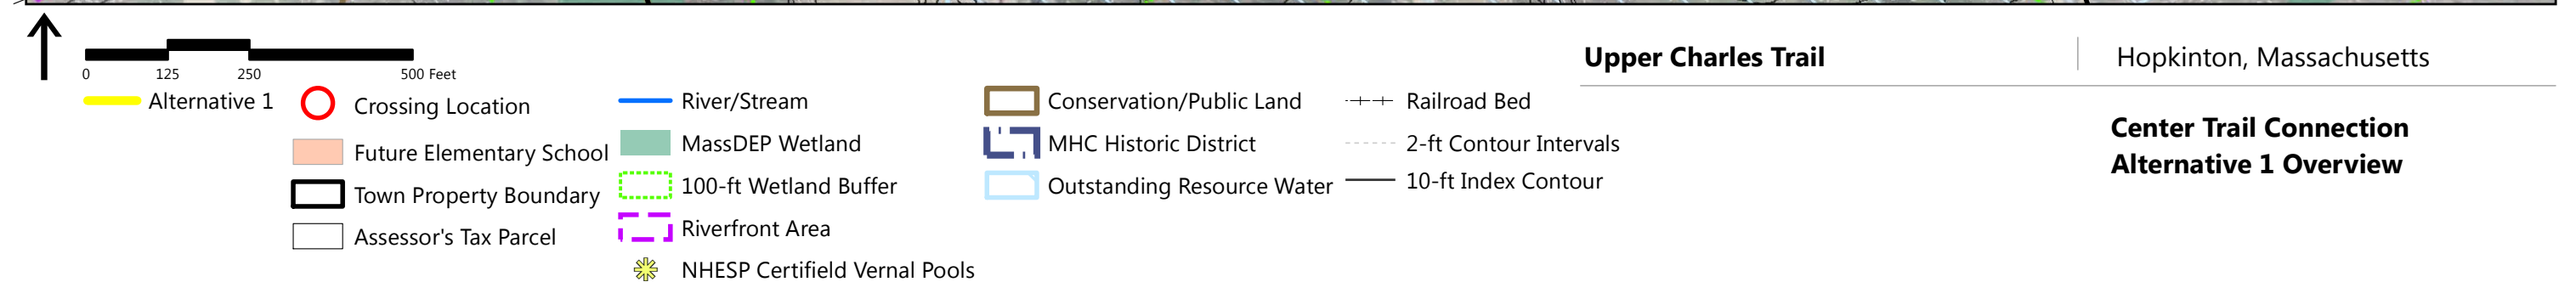 0 125 250 500 Feet
Alternative 1
Crossing Location
Future Elementary School
Town Property Boundary
Assessor's Tax Parcel
River/Stream
MassDEP Wetland
100-ft Wetland Buffer
Riverfront Area
NHESP Certifield Vernal Pools
Conservation/Public Land
MHC Historic District
Outstanding Resource Water
Railroad Bed
2-ft Contour Intervals
10-ft Index Contour
Upper Charles Trail
Hopkinton, Massachusetts
Center Trail Connection
Alternative 1 Overview